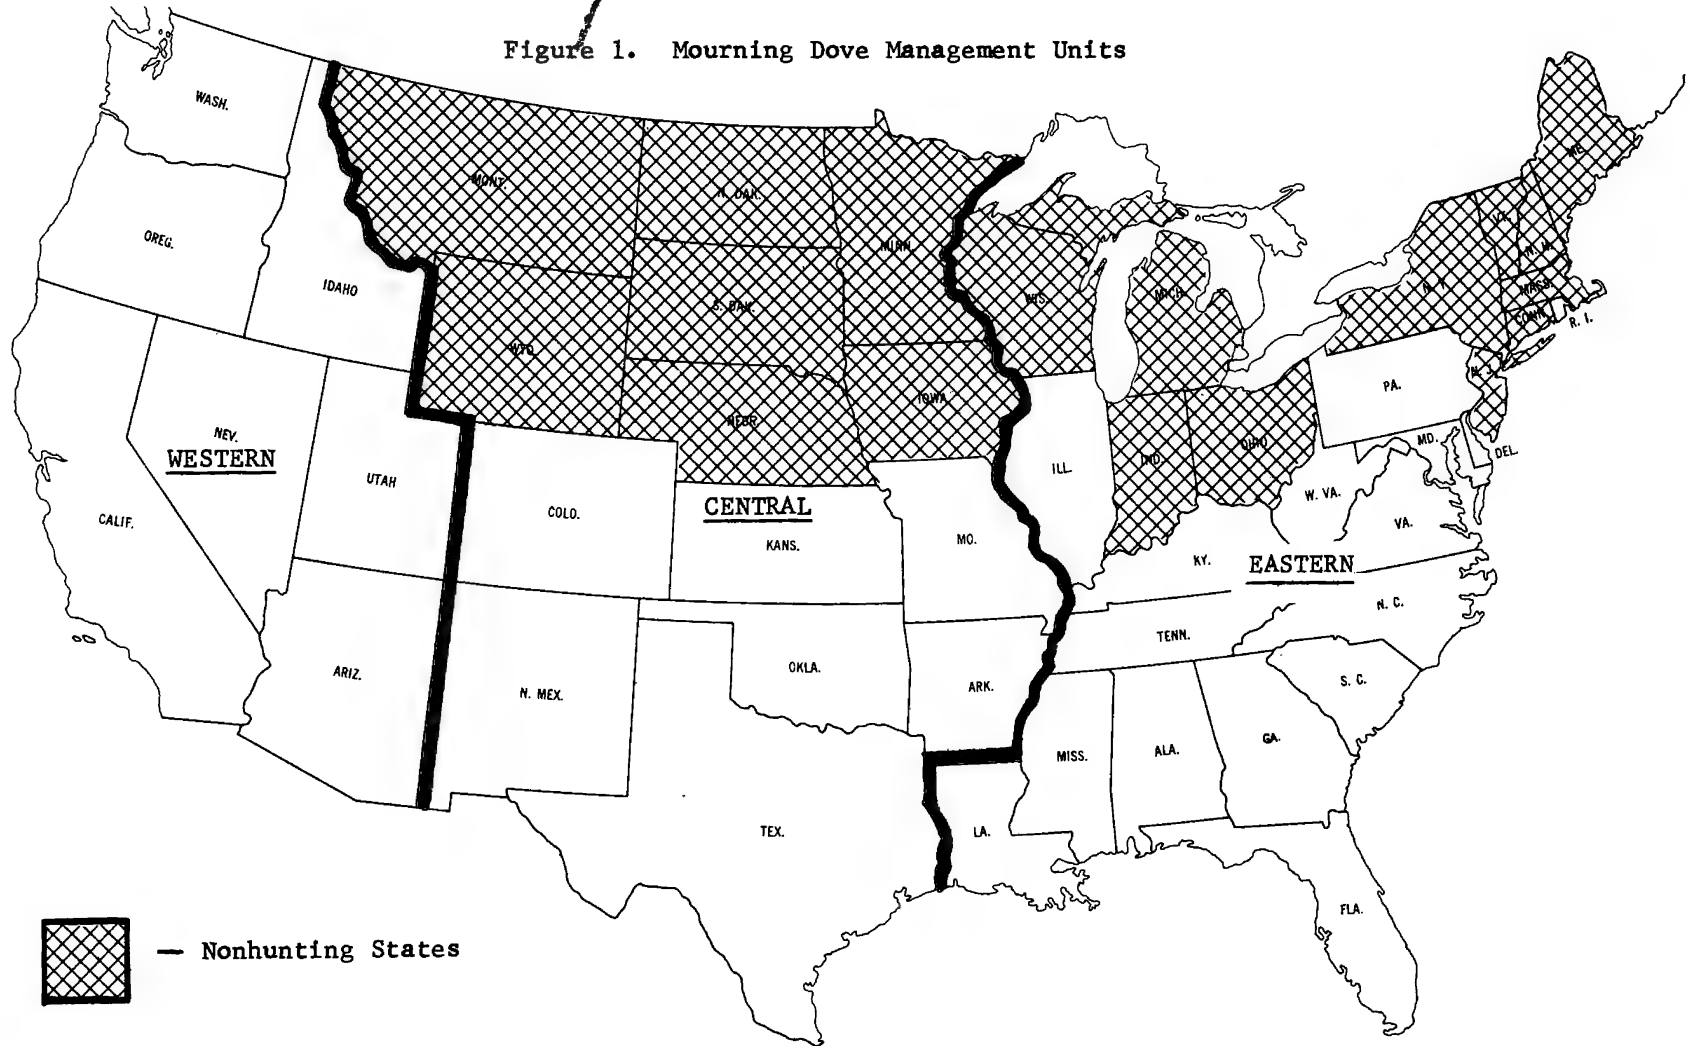 Figure 1. Mourning Dove Management Units
WASH.
MONT.
N. DAK.
MINN.
ME.
OREG.
IDAHO
S. DAK.
WIS.
MICH.
N. Y.
VT.
N. H.
MASS.
CONN.
R. I.
WYO.
NEBR.
IOWA
PA.
N. J.
NEV.
WESTERN
UTAH
COLO.
CENTRAL
KANS.
MO.
ILL.
IND.
OHIO
MD.
DEL.
W. VA.
VA.
CALIF.
KY.
EASTERN
N. C.
TENN.
ARIZ.
N. MEX.
OKLA.
ARK.
S. C.
MISS.
ALA.
GA.
TEX.
LA.
FLA.
— Nonhunting States